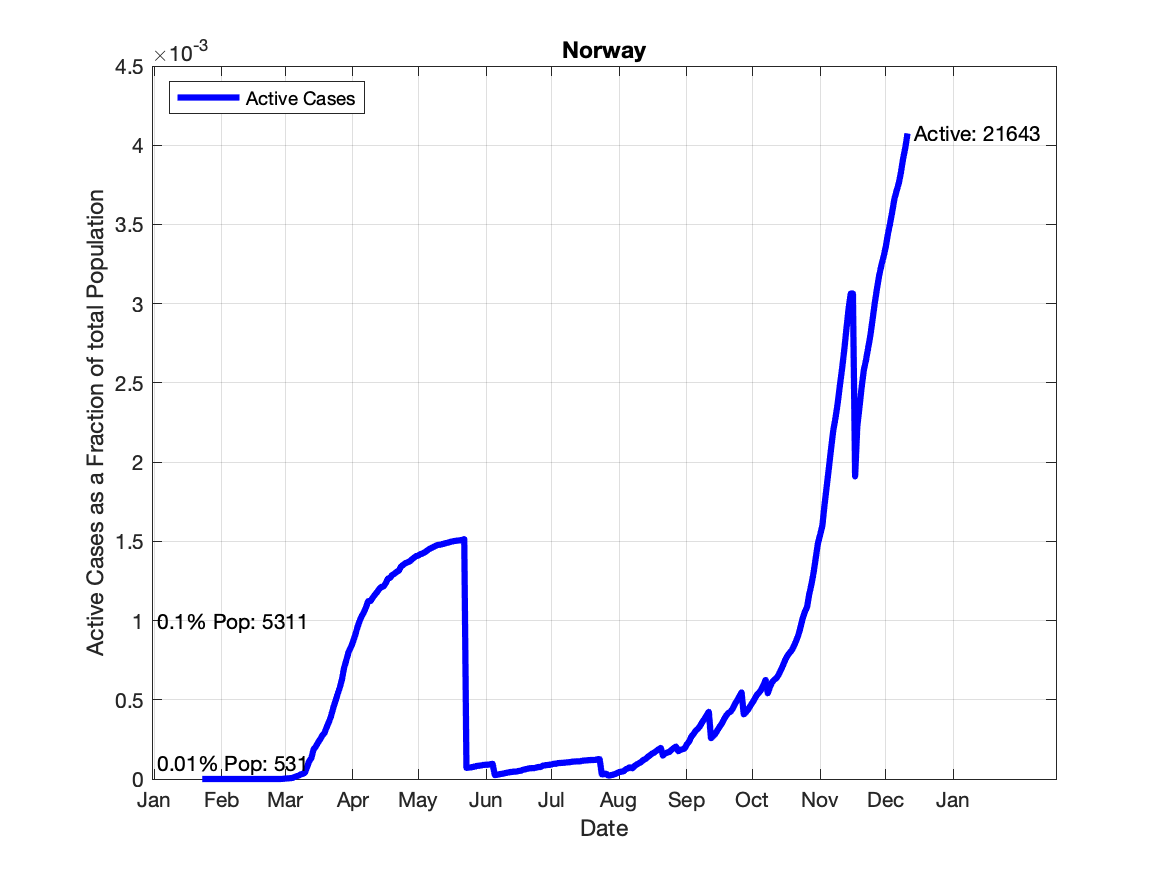 Norway
×10-3
4.5
4
3.5
3
2.5
2
1.5
1
0.5
0
Active Cases as a Fraction of total Population
Active Cases
Active: 21643
0.1% Pop: 5311
0.01% Pop: 531
Jan Feb Mar Apr May Jun Jul Aug Sep Oct Nov Dec Jan
Date